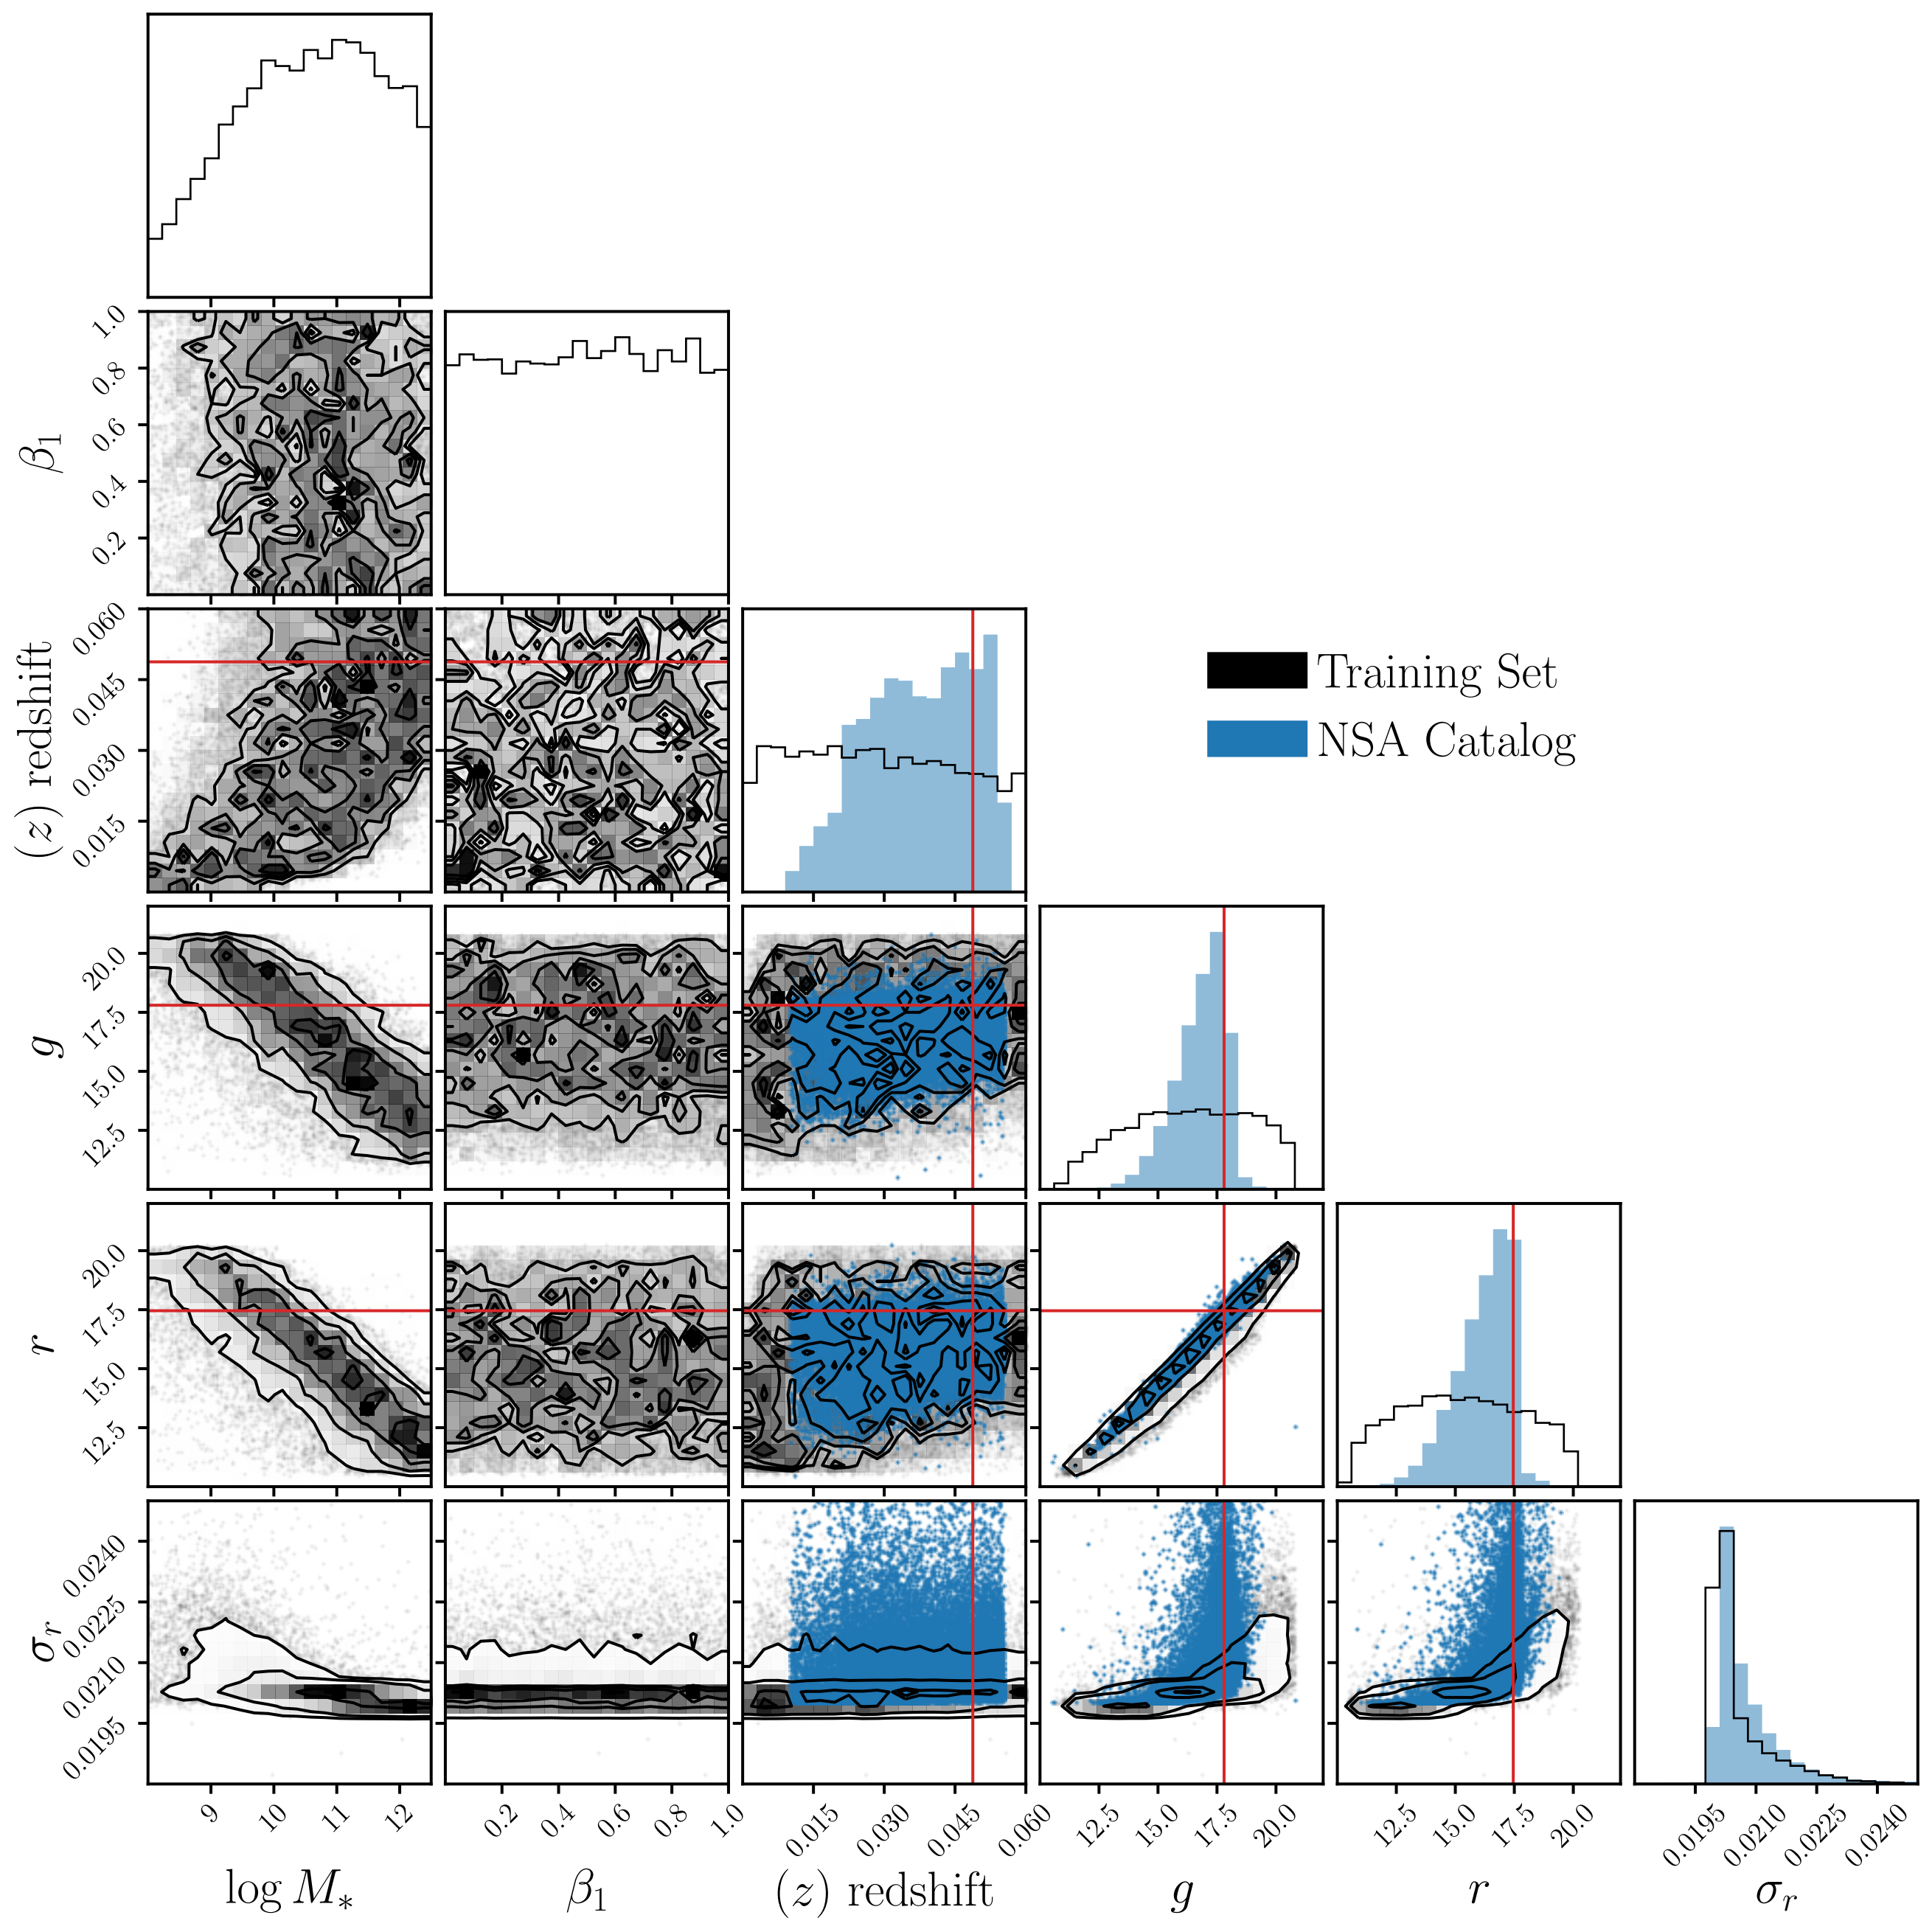 β₁
1.0
0.8
0.6
0.4
0.2
(z) redshift
0.060
0.045
0.030
0.015
Training Set
NSA Catalog
g
20.0
17.5
15.0
12.5
r
20.0
17.5
15.0
12.5
σᵣ
0.0240
0.0225
0.0210
0.0195
9 10 11 12 0.2 0.4 0.6 0.8 1.0 0.015 0.030 0.045 0.060 12.5 15.0 17.5 20.0 12.5 15.0 17.5 20.0 0.0195 0.0210 0.0225 0.0240
log M* β₁ (z) redshift g r σᵣ